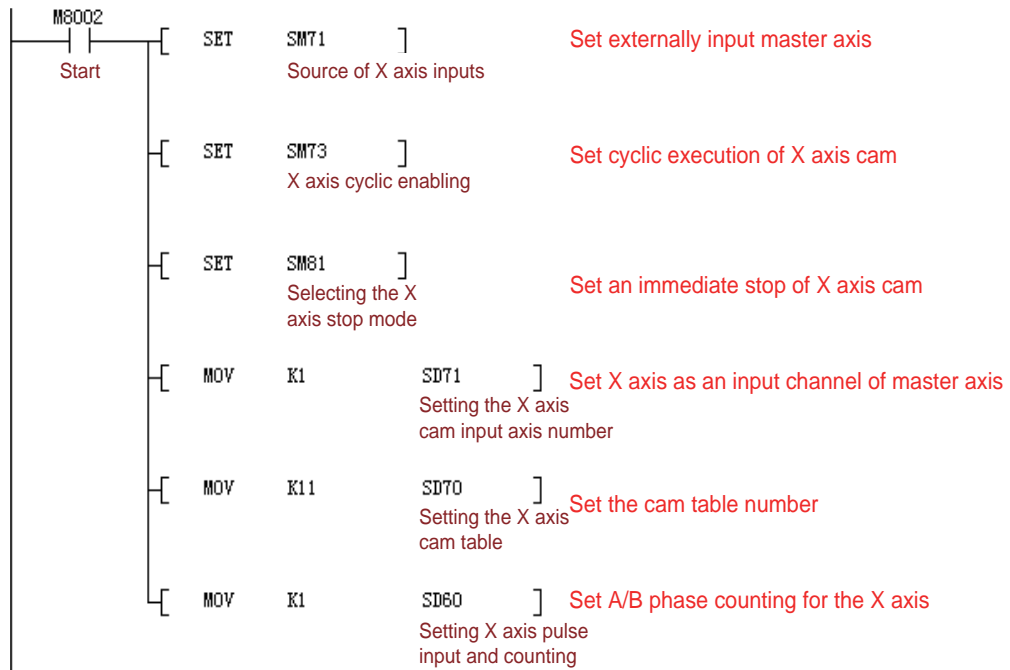 M8002
SET SM71 Set externally input master axis
Start
Source of X axis inputs
SET SM73 Set cyclic execution of X axis cam
X axis cyclic enabling
SET SM81
Selecting the X
axis stop mode
Set an immediate stop of X axis cam
MOV K1 SD71 Set X axis as an input channel of master axis
Setting the X axis
cam input axis number
MOV K11 SD70 Set the cam table number
Setting the X axis
cam table
MOV K1 SD60 Set A/B phase counting for the X axis
Setting X axis pulse
input and counting